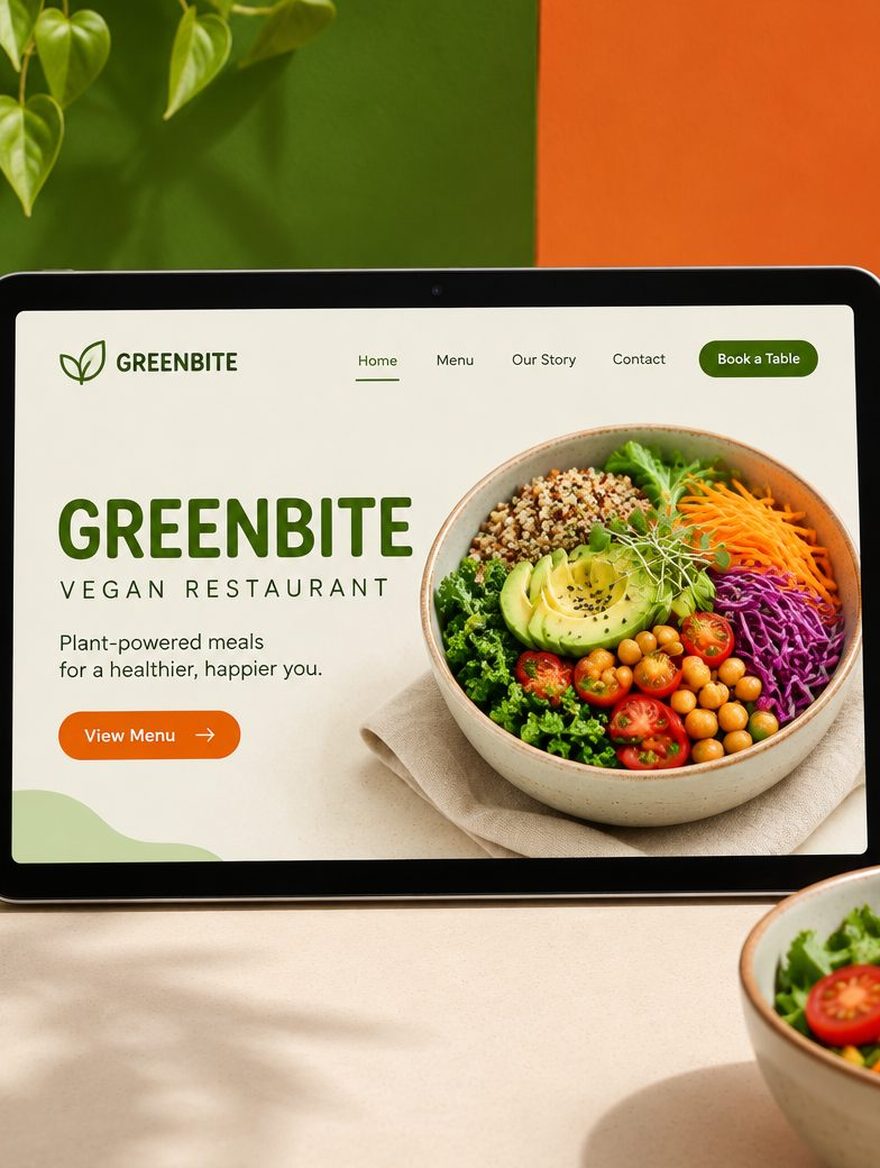 GREENBITE
Home Menu Our Story Contact Book a Table
GREENBITE
VEGAN RESTAURANT
Plant-powered meals
for a healthier, happier you.
View Menu →